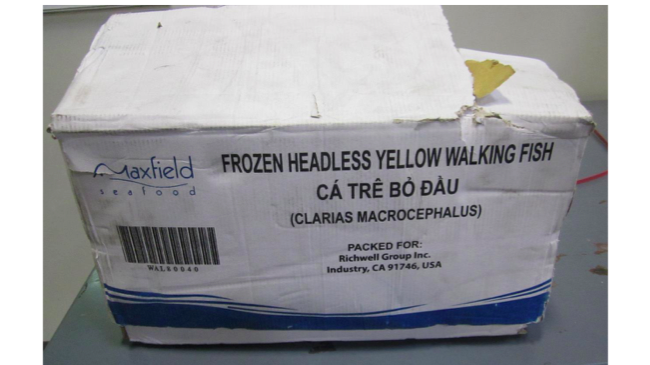 Maxfield
seafood
FROZEN HEADLESS YELLOW WALKING FISH
CÁ TRÊ BỎ ĐẦU
(CLARIAS MACROCEPHALUS)
PACKED FOR:
Richwell Group Inc.
Industry, CA 91746, USA
WALK0040